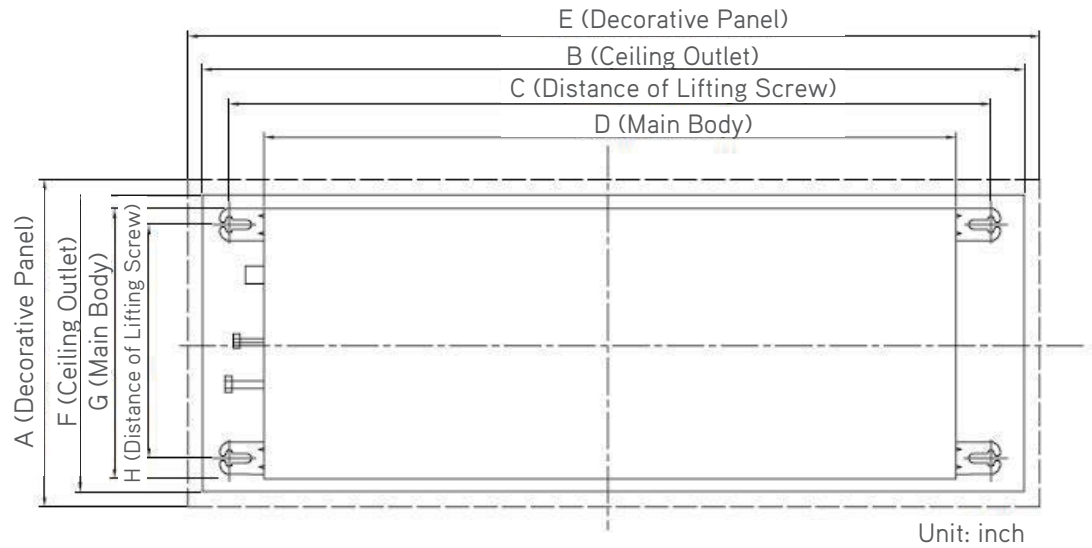 E (Decorative Panel)
B (Ceiling Outlet)
C (Distance of Lifting Screw)
D (Main Body)
A (Decorative Panel)
F (Ceiling Outlet)
G (Main Body)
H (Distance of Lifting Screw)
Unit: inch